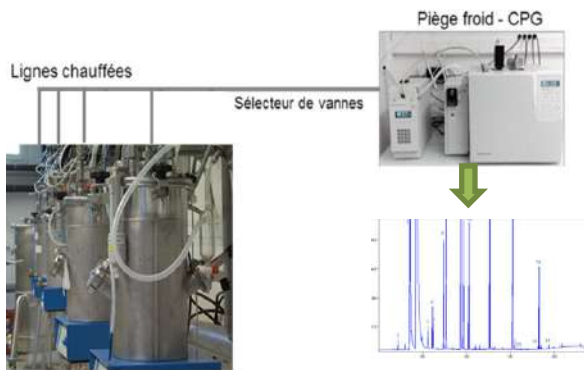 Piège froid - CPG
Lignes chauffées
Sélecteur de vannes